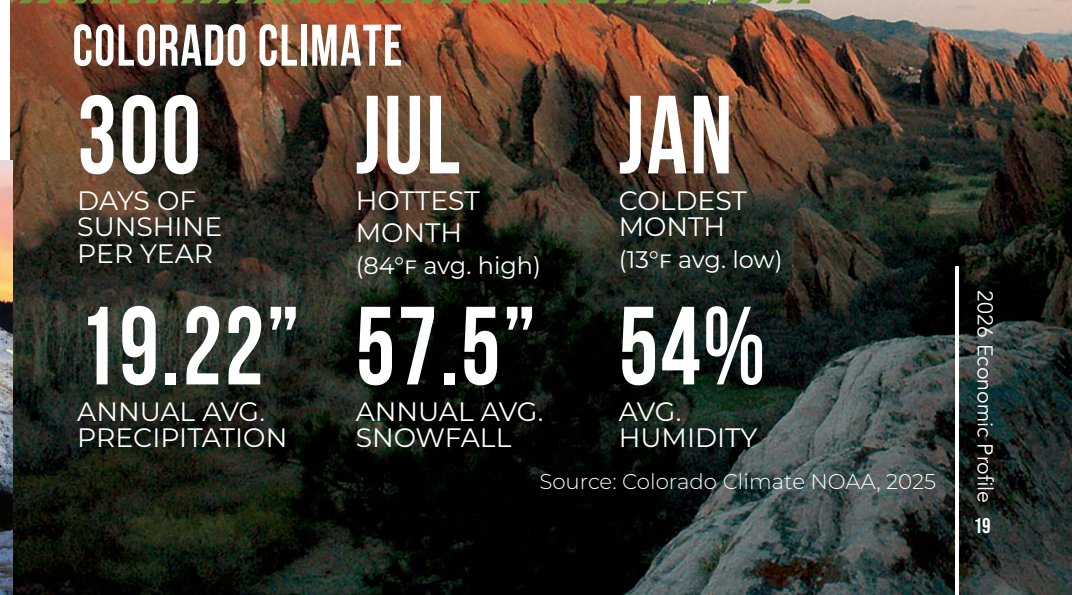 COLORADO CLIMATE
300
DAYS OF
SUNSHINE
PER YEAR
JUL
HOTTEST
MONTH
(84°F avg. high)
JAN
COLDEST
MONTH
(13°F avg. low)
19.22”
ANNUAL AVG.
PRECIPITATION
57.5”
ANNUAL AVG.
SNOWFALL
54%
AVG.
HUMIDITY
Source: Colorado Climate NOAA, 2025
2026 Economic Profile 19